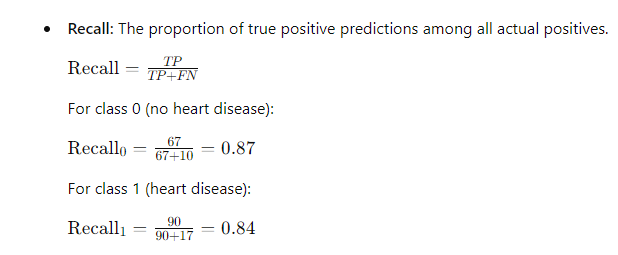 • Recall: The proportion of true positive predictions among all actual positives.
Recall = TP/TP+FN
For class 0 (no heart disease):
Recall₀ = 67/67+10 = 0.87
For class 1 (heart disease):
Recall₁ = 90/90+17 = 0.84